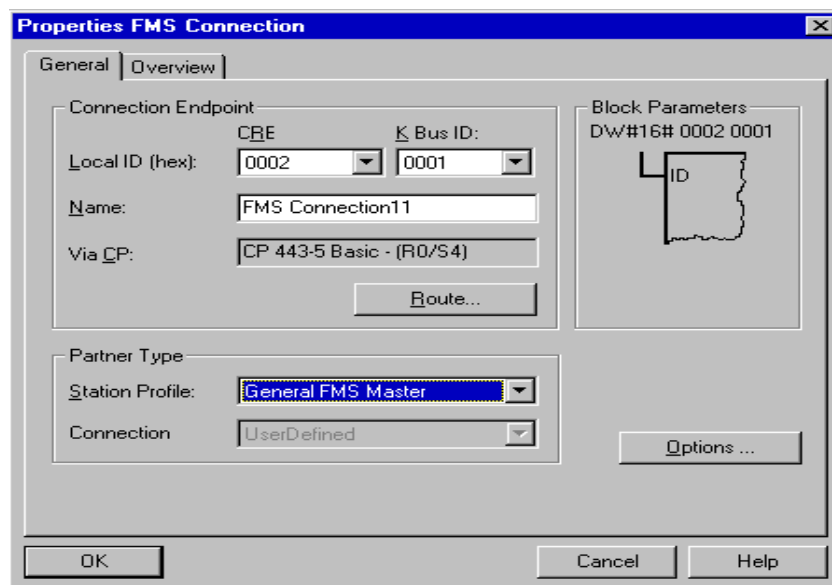 Properties FMS Connection
General
Overview
Connection Endpoint
CRE
K Bus ID:
Local ID (hex):
0002
0001
Name:
FMS Connection11
Via CP:
CP 443-5 Basic - (R0/S4)
Route...
Block Parameters
DW#16# 0002 0001
ID
Partner Type
Station Profile:
General FMS Master
Connection
UserDefined
Options ...
OK
Cancel
Help